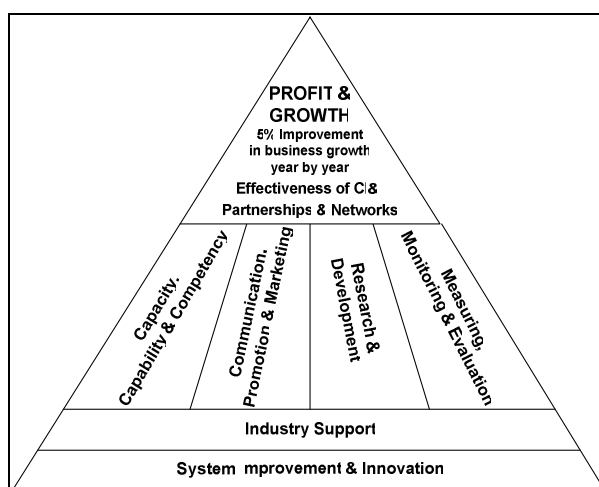 PROFIT &
GROWTH
5% Improvement
in business growth
year by year
Effectiveness of CI&
Partnerships & Networks
Capacity,
Capability & Competency
Communication,
Promotion & Marketing
Research &
Development
Measuring,
Monitoring & Evaluation
Industry Support
System mprovement & Innovation